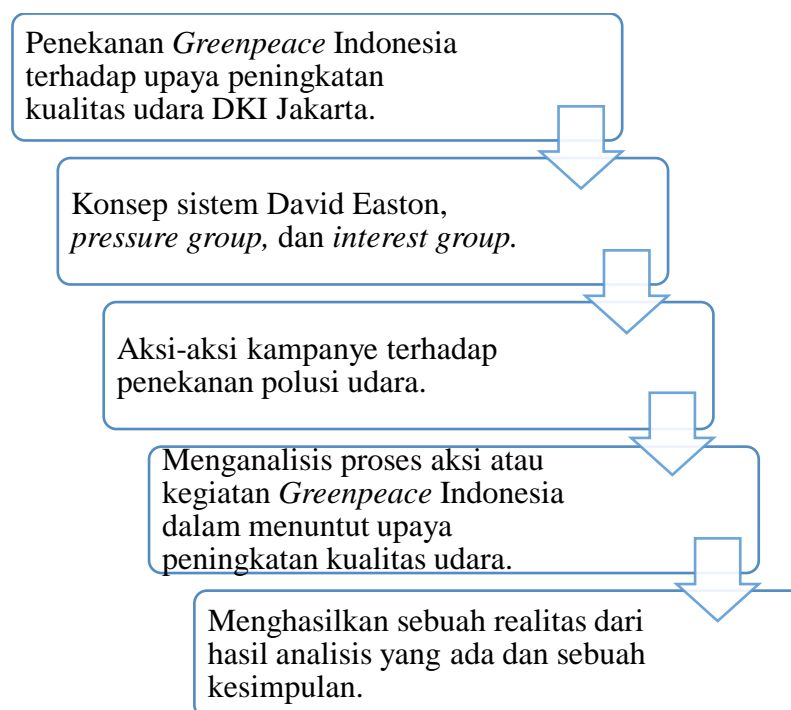 Penekanan Greenpeace Indonesia
terhadap upaya peningkatan
kualitas udara DKI Jakarta.
Konsep sistem David Easton,
pressure group, dan interest group.
Aksi-aksi kampanye terhadap
penekanan polusi udara.
Menganalisis proses aksi atau
kegiatan Greenpeace Indonesia
dalam menuntut upaya
peningkatan kualitas udara.
Menghasilkan sebuah realitas dari
hasil analisis yang ada dan sebuah
kesimpulan.